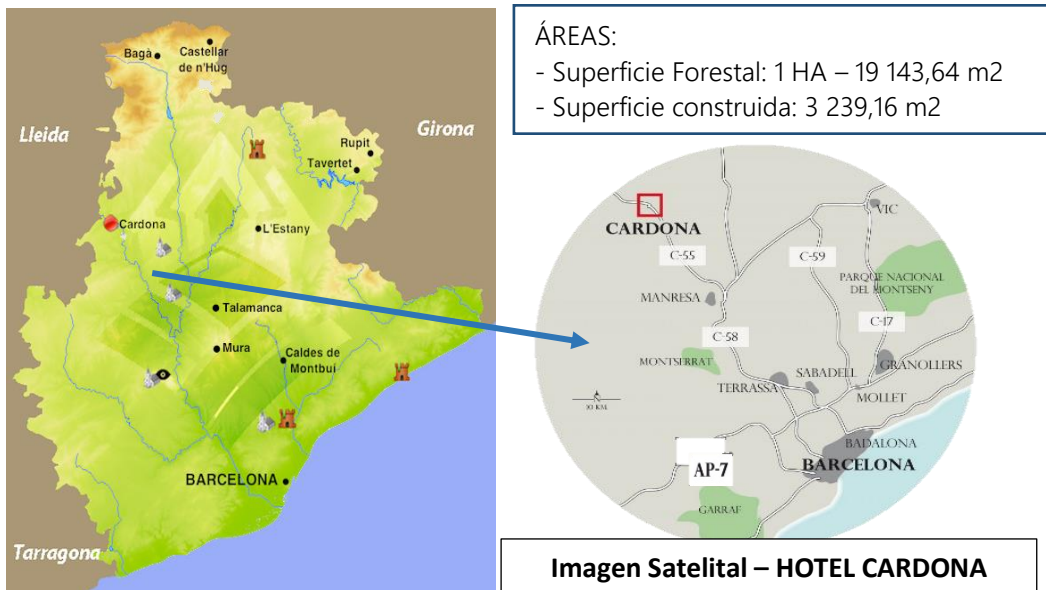 Bagà
Castellar
de n'Hug
Lleida
Girona
Rupit
Tavertet
Cardona
L'Estany
Talamanca
Mura
Caldes de
Montbui
BARCELONA
Tarragona
ÁREAS:
- Superficie Forestal: 1 HA – 19 143,64 m2
- Superficie construida: 3 239,16 m2
CARDONA
VIC
C-55
C-59
PARQUE NACIONAL
DEL MONTSENY
MANRESA
C-17
C-58
MONTSERRAT
GRANOLLERS
SABADELL
TERRASSA
MOLLET
10 KM.
BADALONA
BARCELONA
AP-7
GARRAF
Imagen Satelital – HOTEL CARDONA